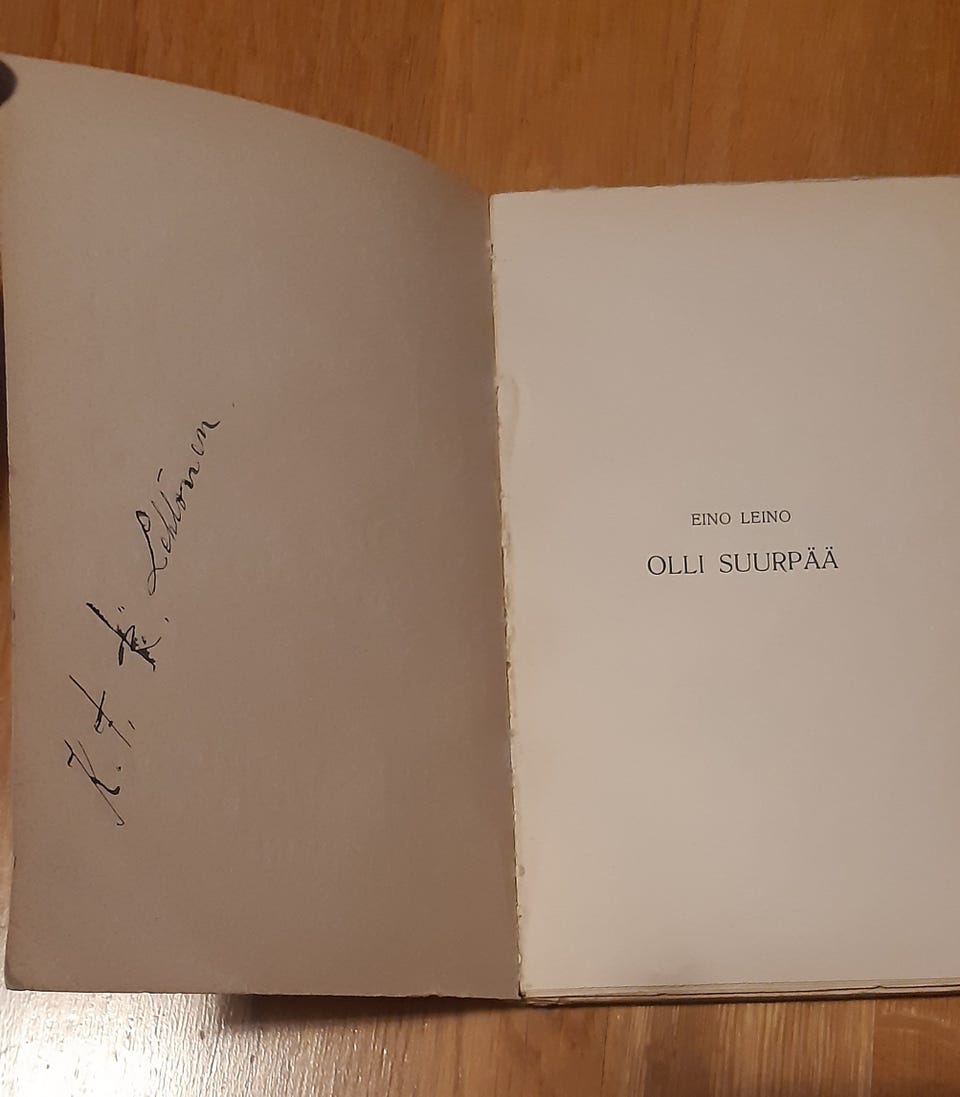 K. F. K. Lehtonen.
EINO LEINO
OLLI SUURPÄÄ